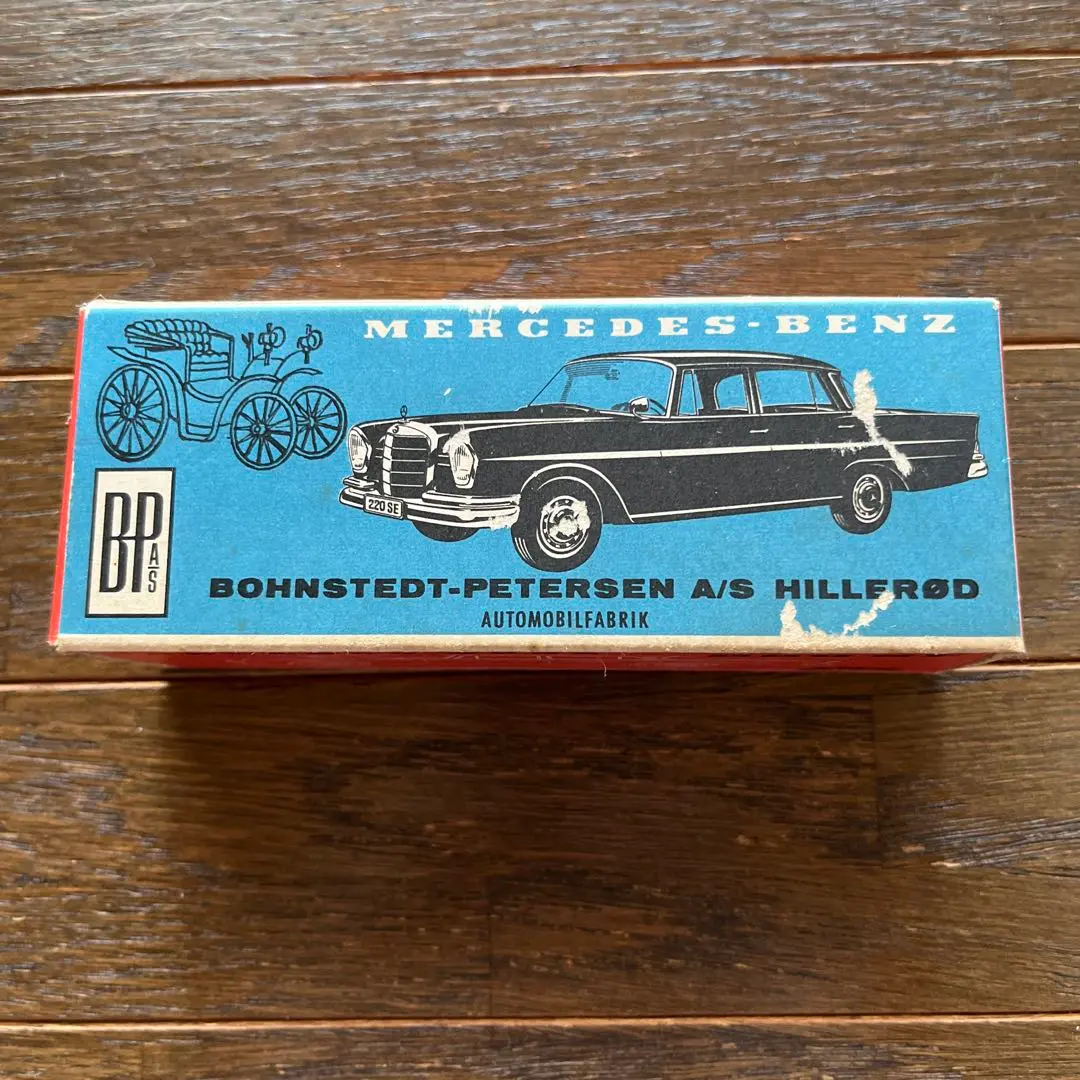 MERCEDES-BENZ
220 SE
BP
A/S
BOHNSTEDT-PETERSEN A/S HILLERØD
AUTOMOBILFABRIK